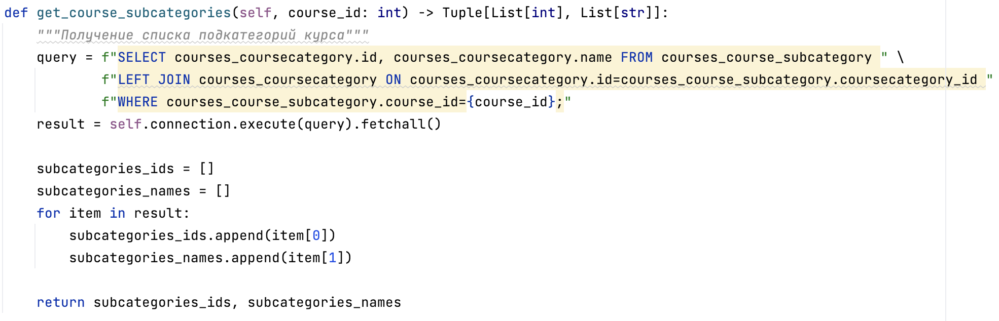 def get_course_subcategories(self, course_id: int) -> Tuple[List[int], List[str]]:
    """Получение списка подкатегорий курса"""
    query = f"SELECT courses_coursecategory.id, courses_coursecategory.name FROM courses_course_subcategory " \
            f"LEFT JOIN courses_coursecategory ON courses_coursecategory.id=courses_course_subcategory.coursecategory_id "
            f"WHERE courses_course_subcategory.course_id={course_id};"
    result = self.connection.execute(query).fetchall()

    subcategories_ids = []
    subcategories_names = []
    for item in result:
        subcategories_ids.append(item[0])
        subcategories_names.append(item[1])

    return subcategories_ids, subcategories_names